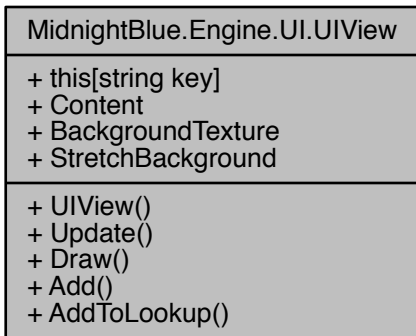 MidnightBlue.Engine.UI.UIView
+ this[string key]
+ Content
+ BackgroundTexture
+ StretchBackground
+ UIView()
+ Update()
+ Draw()
+ Add()
+ AddToLookup()